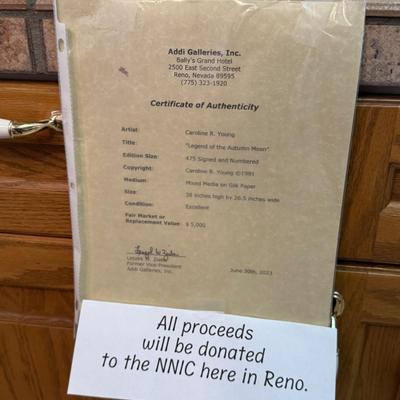 Addi Galleries, Inc.
Bally's Grand Hotel
2500 East Second Street
Reno, Nevada 89595
(775) 323-1920
Certificate of Authenticity
Artist: Caroline R. Young
Title: "Legend of the Autumn Moon"
Edition Size: 475 Signed and Numbered
Copyright: Caroline R. Young ©1991
Medium: Mixed Media on Silk Paper
Size: 38 inches high by 26.5 inches wide
Condition: Excellent
Fair Market or
Replacement Value: $ 5,000
Former Vice President
Addi Galleries, Inc.
June 30th, 2023
All proceeds
will be donated
to the NNIC here in Reno.